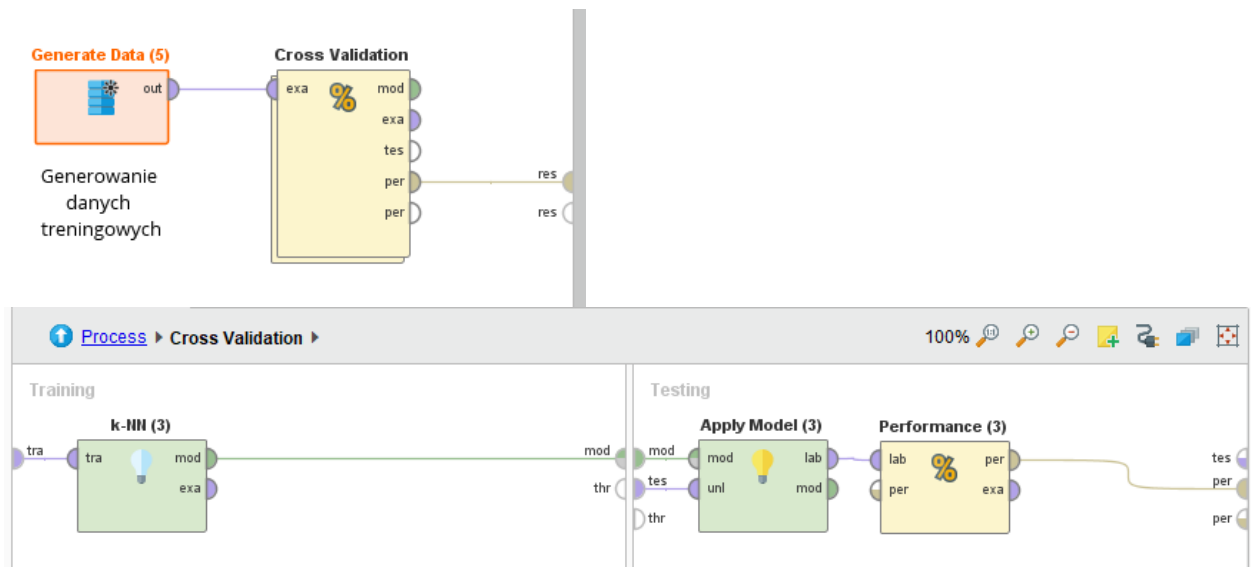 Generate Data (5)
Cross Validation
out
exa
mod
exa
tes
per
per
res
res
Generowanie
danych
treningowych
Process
Cross Validation
100%
Training
Testing
k-NN (3)
tra
tra
mod
exa
mod
thr
Apply Model (3)
Performance (3)
mod
tes
thr
mod
unl
lab
mod
lab
per
per
exa
tes
per
per